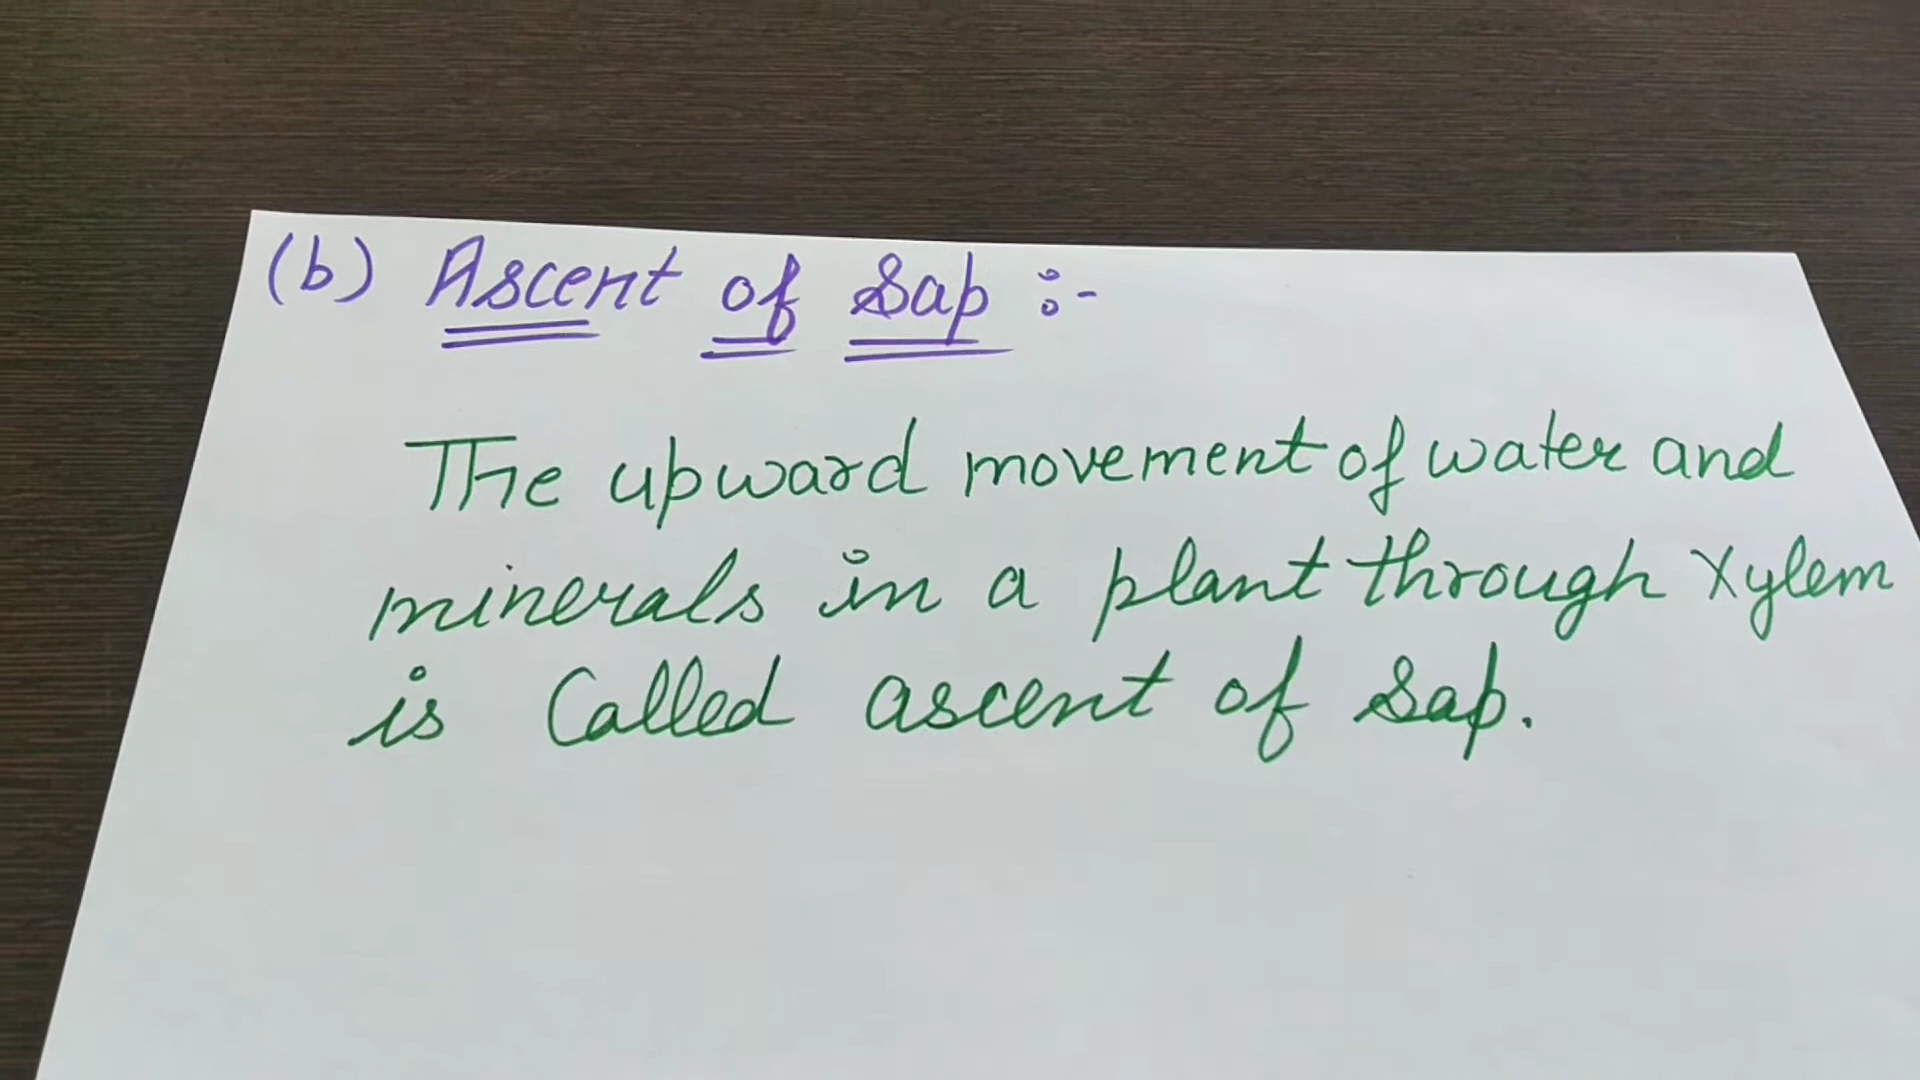 (b) Ascent of Sap :-
The upward movement of water and
minerals in a plant through Xylem
is Called ascent of Sap.